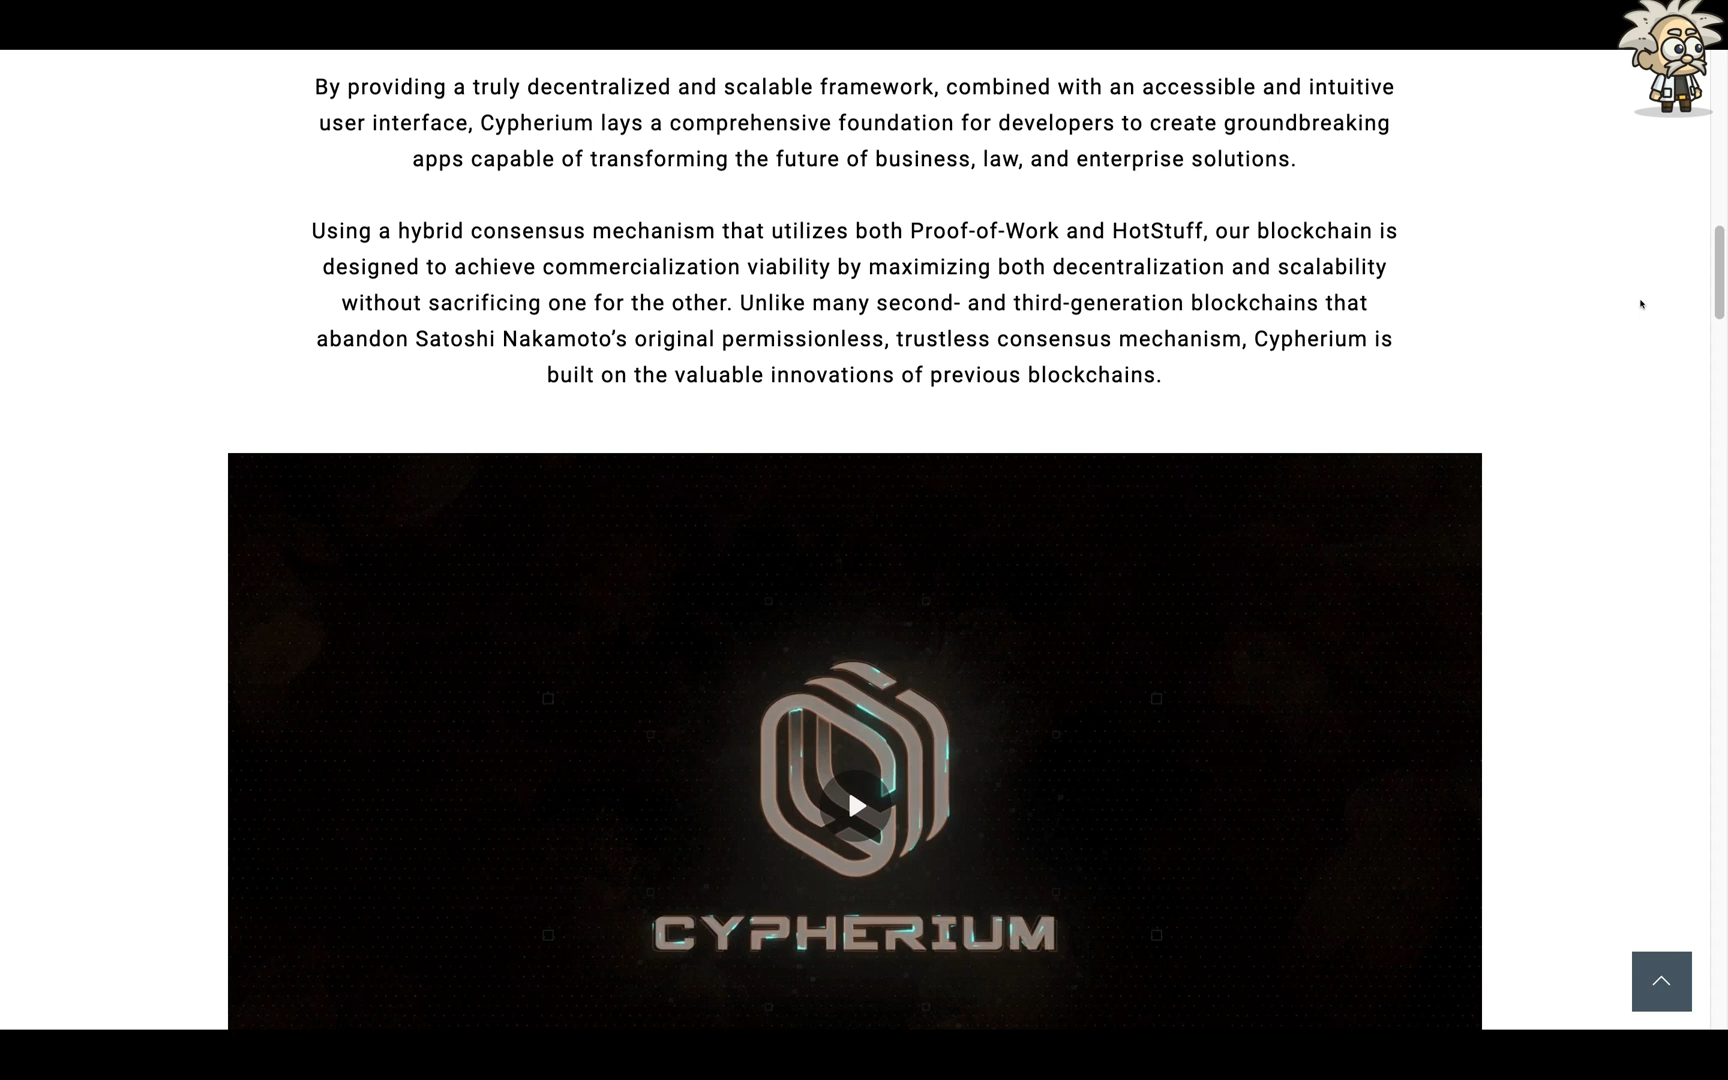 By providing a truly decentralized and scalable framework, combined with an accessible and intuitive
user interface, Cypherium lays a comprehensive foundation for developers to create groundbreaking
apps capable of transforming the future of business, law, and enterprise solutions.
Using a hybrid consensus mechanism that utilizes both Proof-of-Work and HotStuff, our blockchain is
designed to achieve commercialization viability by maximizing both decentralization and scalability
without sacrificing one for the other. Unlike many second- and third-generation blockchains that
abandon Satoshi Nakamoto’s original permissionless, trustless consensus mechanism, Cypherium is
built on the valuable innovations of previous blockchains.
CYPHERIUM